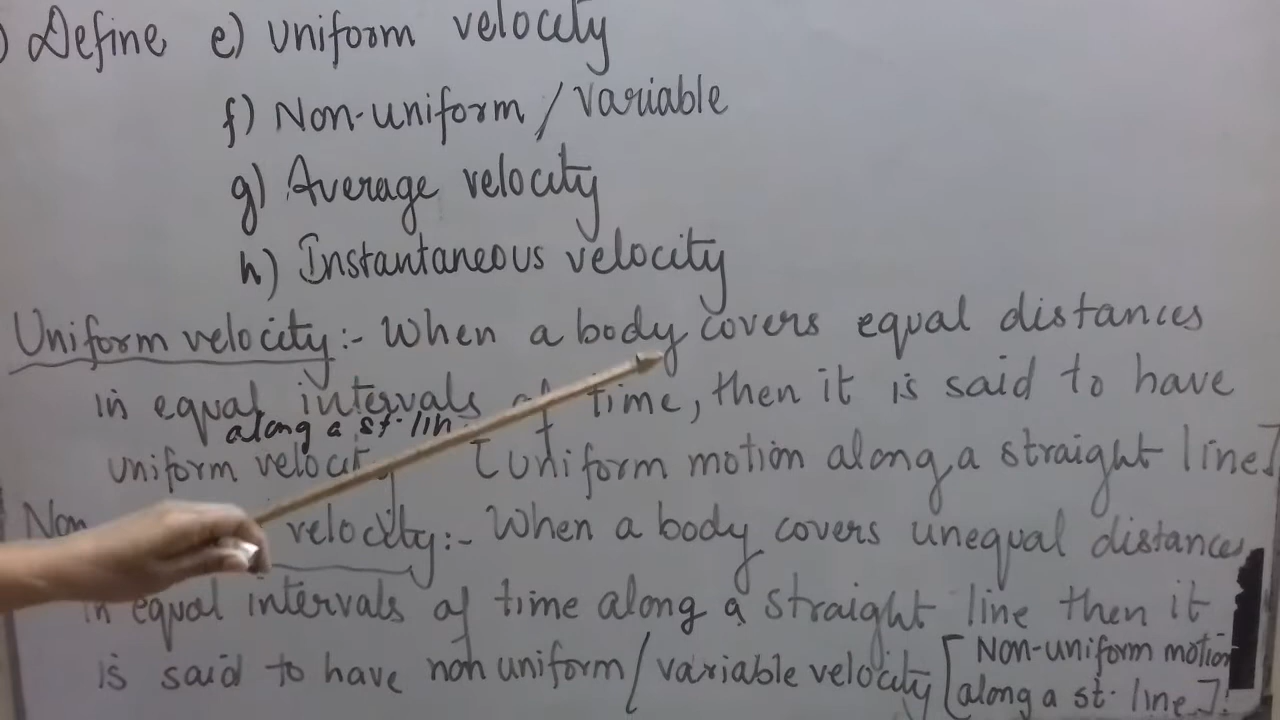 ) Define e) uniform velocity
f) Non-uniform / variable
g) Average velocity
h) Instantaneous velocity
Uniform velocity :- When a body covers equal distances
in equal intervals of time, then it is said to have
along a st. lin
uniform velocit [uniform motion along a straight line]
Non velocity :- When a body covers unequal distances
in equal intervals of time along a straight line then it
is said to have non uniform / variable velocity [Non-uniform motion
along a st. line]